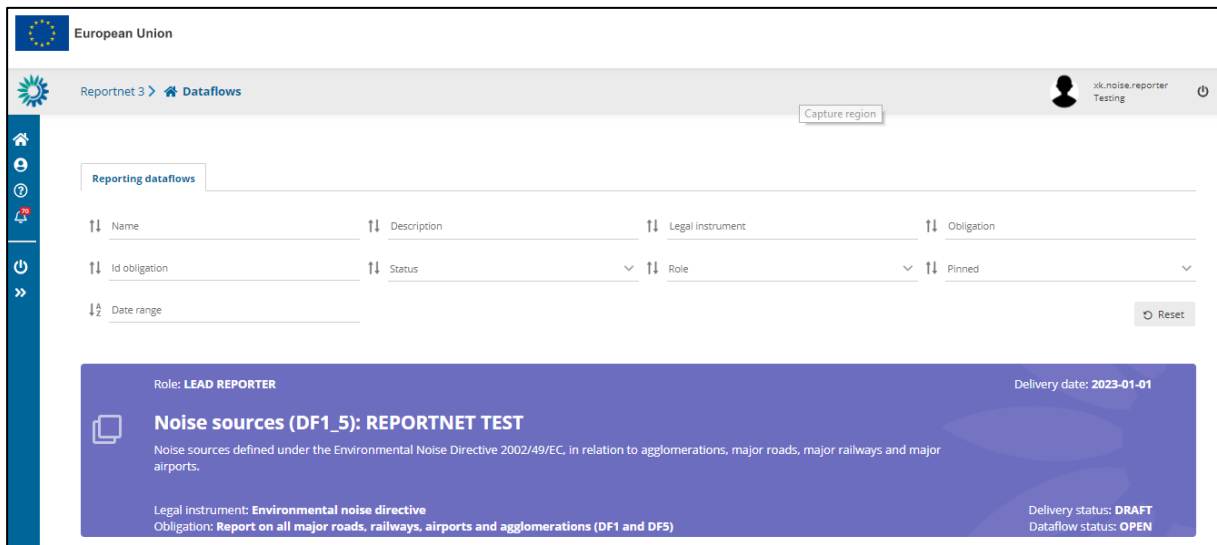 European Union
Reportnet 3 Dataflows
xk.noise.reporter
Testing
Capture region
70
Reporting dataflows
Name Description Legal instrument Obligation
Id obligation Status Role Pinned
A
Z Date range
Reset
Role: LEAD REPORTER Delivery date: 2023-01-01
Noise sources (DF1_5): REPORTNET TEST
Noise sources defined under the Environmental Noise Directive 2002/49/EC, in relation to agglomerations, major roads, major railways and major
airports.
Legal instrument: Environmental noise directive Delivery status: DRAFT
Obligation: Report on all major roads, railways, airports and agglomerations (DF1 and DF5) Dataflow status: OPEN